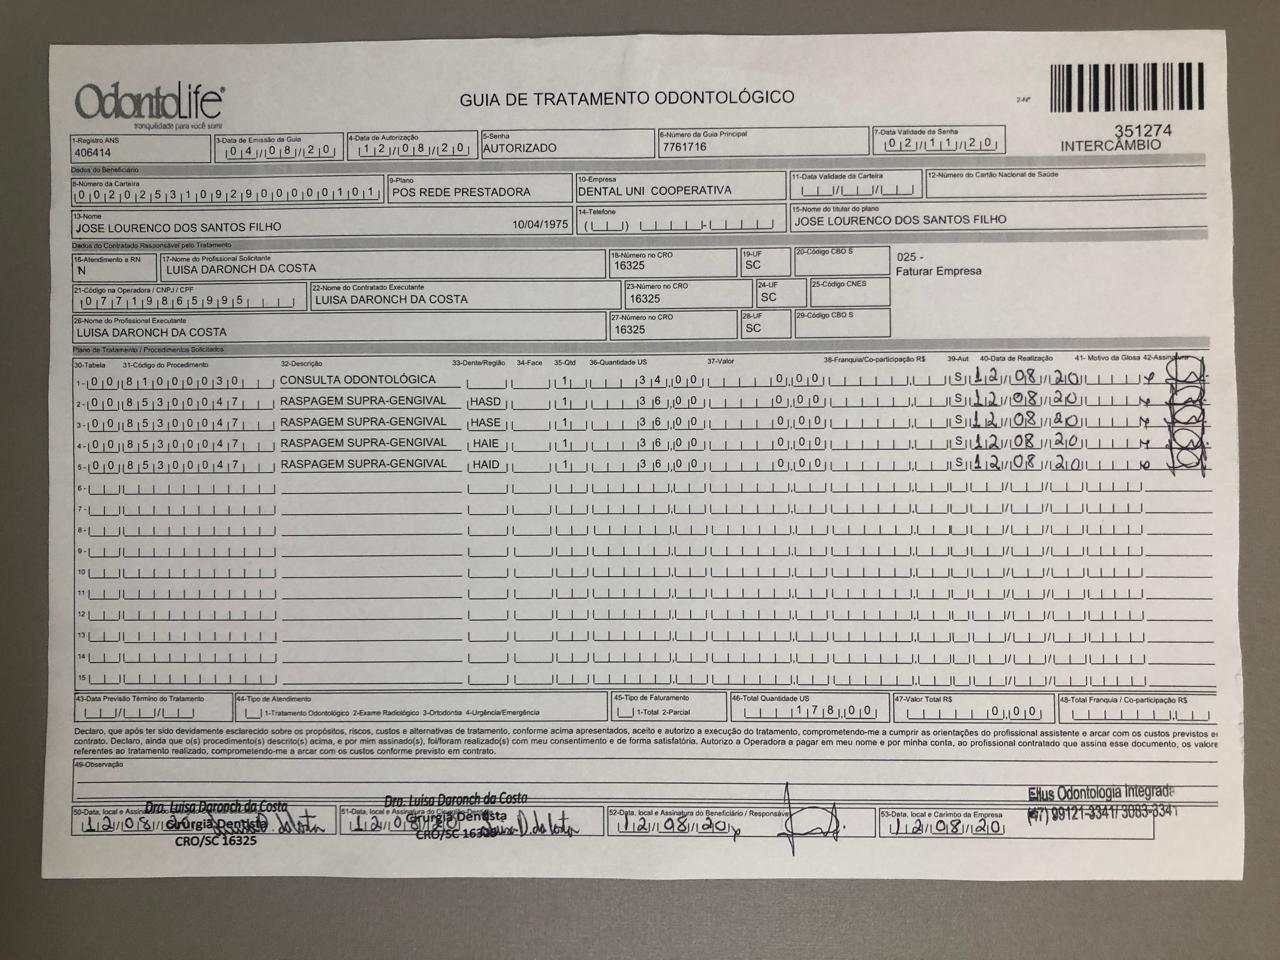 OdontoLife
tranquilidade para você sorrir
GUIA DE TRATAMENTO ODONTOLÓGICO
2-Nº
351274
INTERCÂMBIO
1-Registro ANS
406414
3-Data de Emissão da Guia
04/08/20
4-Data de Autorização
12/08/20
5-Senha
AUTORIZADO
6-Número da Guia Principal
7761716
7-Data Validade da Senha
02/11/20
Dados do Beneficiário
8-Número da Carteira
00202531092900000101
9-Plano
POS REDE PRESTADORA
10-Empresa
DENTAL UNI COOPERATIVA
11-Data Validade da Carteira
12-Número do Cartão Nacional de Saúde
13-Nome
JOSE LOURENCO DOS SANTOS FILHO 10/04/1975
14-Telefone
15-Nome do titular do plano
JOSE LOURENCO DOS SANTOS FILHO
Dados do Contratado Responsável pelo Tratamento
16-Atendimento a RN
N
17-Nome do Profissional Solicitante
LUISA DARONCH DA COSTA
18-Número no CRO
16325
19-UF
SC
20-Código CBO S
025 -
Faturar Empresa
21-Código na Operadora / CNPJ / CPF
07719865995
22-Nome do Contratado Executante
LUISA DARONCH DA COSTA
23-Número no CRO
16325
24-UF
SC
25-Código CNES
26-Nome do Profissional Executante
LUISA DARONCH DA COSTA
27-Número no CRO
16325
28-UF
SC
29-Código CBO S
Plano de Tratamento / Procedimentos Solicitados
30-Tabela 31-Código do Procedimento 32-Descrição 33-Dente/Região 34-Face 35-Qtd 36-Quantidade US 37-Valor 38-Franquia/Co-participação R$ 39-Aut 40-Data de Realização 41- Motivo da Glosa 42-Assinatura
1- 00 81000030 CONSULTA ODONTOLÓGICA 1 34,00 0,00 S 12/08/20
2- 00 85300047 RASPAGEM SUPRA-GENGIVAL HASD 1 36,00 0,00 S 12/08/20
3- 00 85300047 RASPAGEM SUPRA-GENGIVAL HASE 1 36,00 0,00 S 12/08/20
4- 00 85300047 RASPAGEM SUPRA-GENGIVAL HAIE 1 36,00 0,00 S 12/08/20
5- 00 85300047 RASPAGEM SUPRA-GENGIVAL HAID 1 36,00 0,00 S 12/08/20
6-
7-
8-
9-
10
11
12
13
14
15
43-Data Previsão Término do Tratamento
44-Tipo de Atendimento
1-Tratamento Odontológico 2-Exame Radiológico 3-Ortodontia 4-Urgência/Emergência
45-Tipo de Faturamento
1-Total 2-Parcial
46-Total Quantidade US
178,00
47-Valor Total R$
0,00
48-Total Franquia / Co-participação R$
Declaro, que após ter sido devidamente esclarecido sobre os propósitos, riscos, custos e alternativas de tratamento, conforme acima apresentados, aceito e autorizo a execução do tratamento, comprometendo-me a cumprir as orientações do profissional assistente e arcar com os custos previstos e
contrato. Declaro, ainda que o(s) procedimento(s) descrito(s) acima, e por mim assinado(s), foi/foram realizado(s) com meu consentimento e de forma satisfatória. Autorizo a Operadora a pagar em meu nome e por minha conta, ao profissional contratado que assina esse documento, os valore
referentes ao tratamento realizado, comprometendo-me a arcar com os custos conforme previsto em contrato.
49-Observação
50-Data, local e
12/08/20
Dra. Luisa Daronch da Costa
Cirurgiã Dentista
CRO/SC 16325
51-Data, local e Assinatura do Cirurgião-Dentista
12/08/20
Dra. Luisa Daronch da Costa
Cirurgiã Dentista
CRO/SC 16325
52-Data, local e Assinatura do Beneficiário / Responsável
12/08/20
53-Data, local e Carimbo da Empresa
12/08/20
Ellus Odontologia Integrada
(47) 99121-3341/ 3083-3341